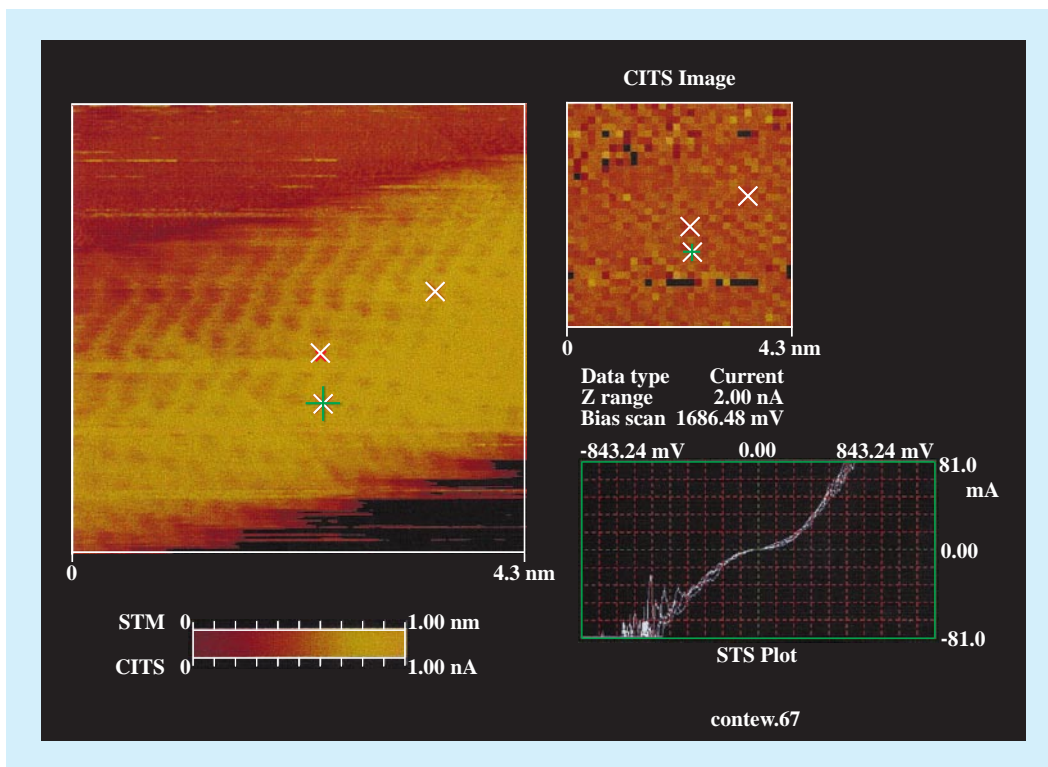 CITS Image
0 4.3 nm
0 4.3 nm
Data type Current
Z range 2.00 nA
Bias scan 1686.48 mV
-843.24 mV 0.00 843.24 mV
81.0
mA
0.00
-81.0
STS Plot
STM 0 1.00 nm
CITS 0 1.00 nA
contew.67